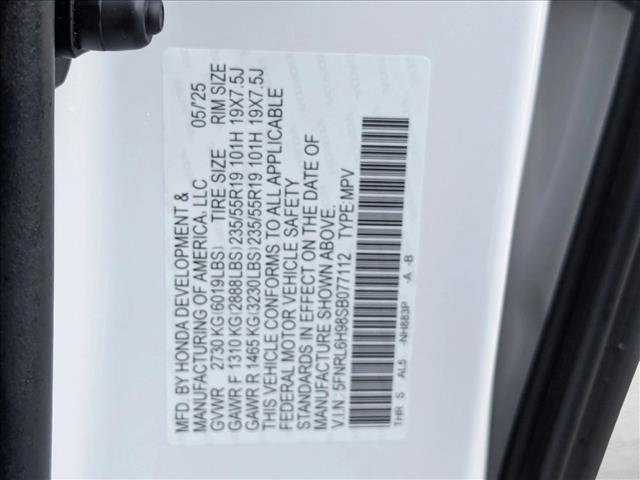 MFD. BY HONDA DEVELOPMENT &
MANUFACTURING OF AMERICA, LLC 05/25
GVWR 2730 KG(6019LBS) TIRE SIZE RIM SIZE
GAWR F 1310 KG(2888LBS)235/55R19 101H 19X7.5J
GAWR R 1465 KG(3230LBS)235/55R19 101H 19X7.5J
THIS VEHICLE CONFORMS TO ALL APPLICABLE
FEDERAL MOTOR VEHICLE SAFETY
STANDARDS IN EFFECT ON THE DATE OF
MANUFACTURE SHOWN ABOVE.
V.I.N: 5FNRL6H98SB077112 TYPE:MPV
THR S AL5 -NH883P -A -B